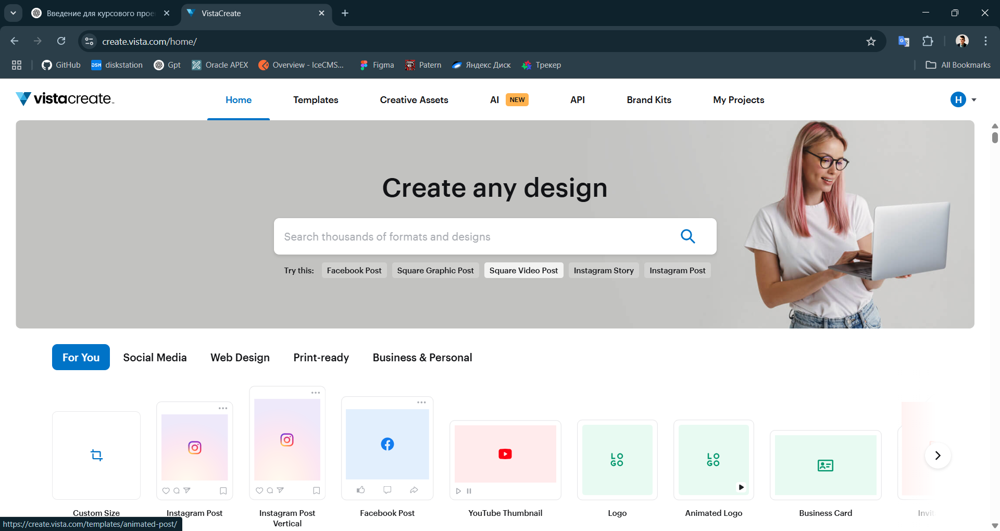 Введение для курсового прое
VistaCreate
create.vista.com/home/
GitHub
DSM diskstation
Gpt
Oracle APEX
Overview - IceCMS...
Figma
Patern
Яндекс Диск
Трекер
All Bookmarks
vistacreate
Home
Templates
Creative Assets
AI NEW
API
Brand Kits
My Projects
H
Create any design
Search thousands of formats and designs
Try this: Facebook Post Square Graphic Post Square Video Post Instagram Story Instagram Post
For You
Social Media
Web Design
Print-ready
Business & Personal
LO
GO
LO
GO
Custom Size
Instagram Post
Instagram Post
Vertical
Facebook Post
YouTube Thumbnail
Logo
Animated Logo
Business Card
Invit
https://create.vista.com/templates/animated-post/